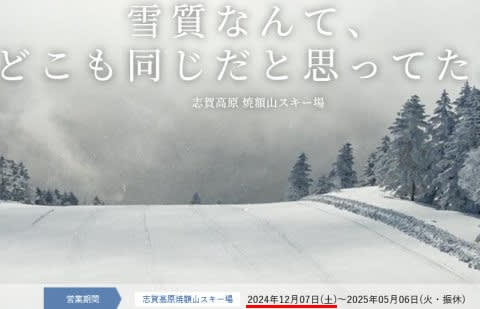 雪質なんて、
どこも同じだと思ってた
志賀高原 焼額山スキー場
営業期間 志賀高原焼額山スキー場 2024年12月07日(土)～2025年05月06日(火・振休)